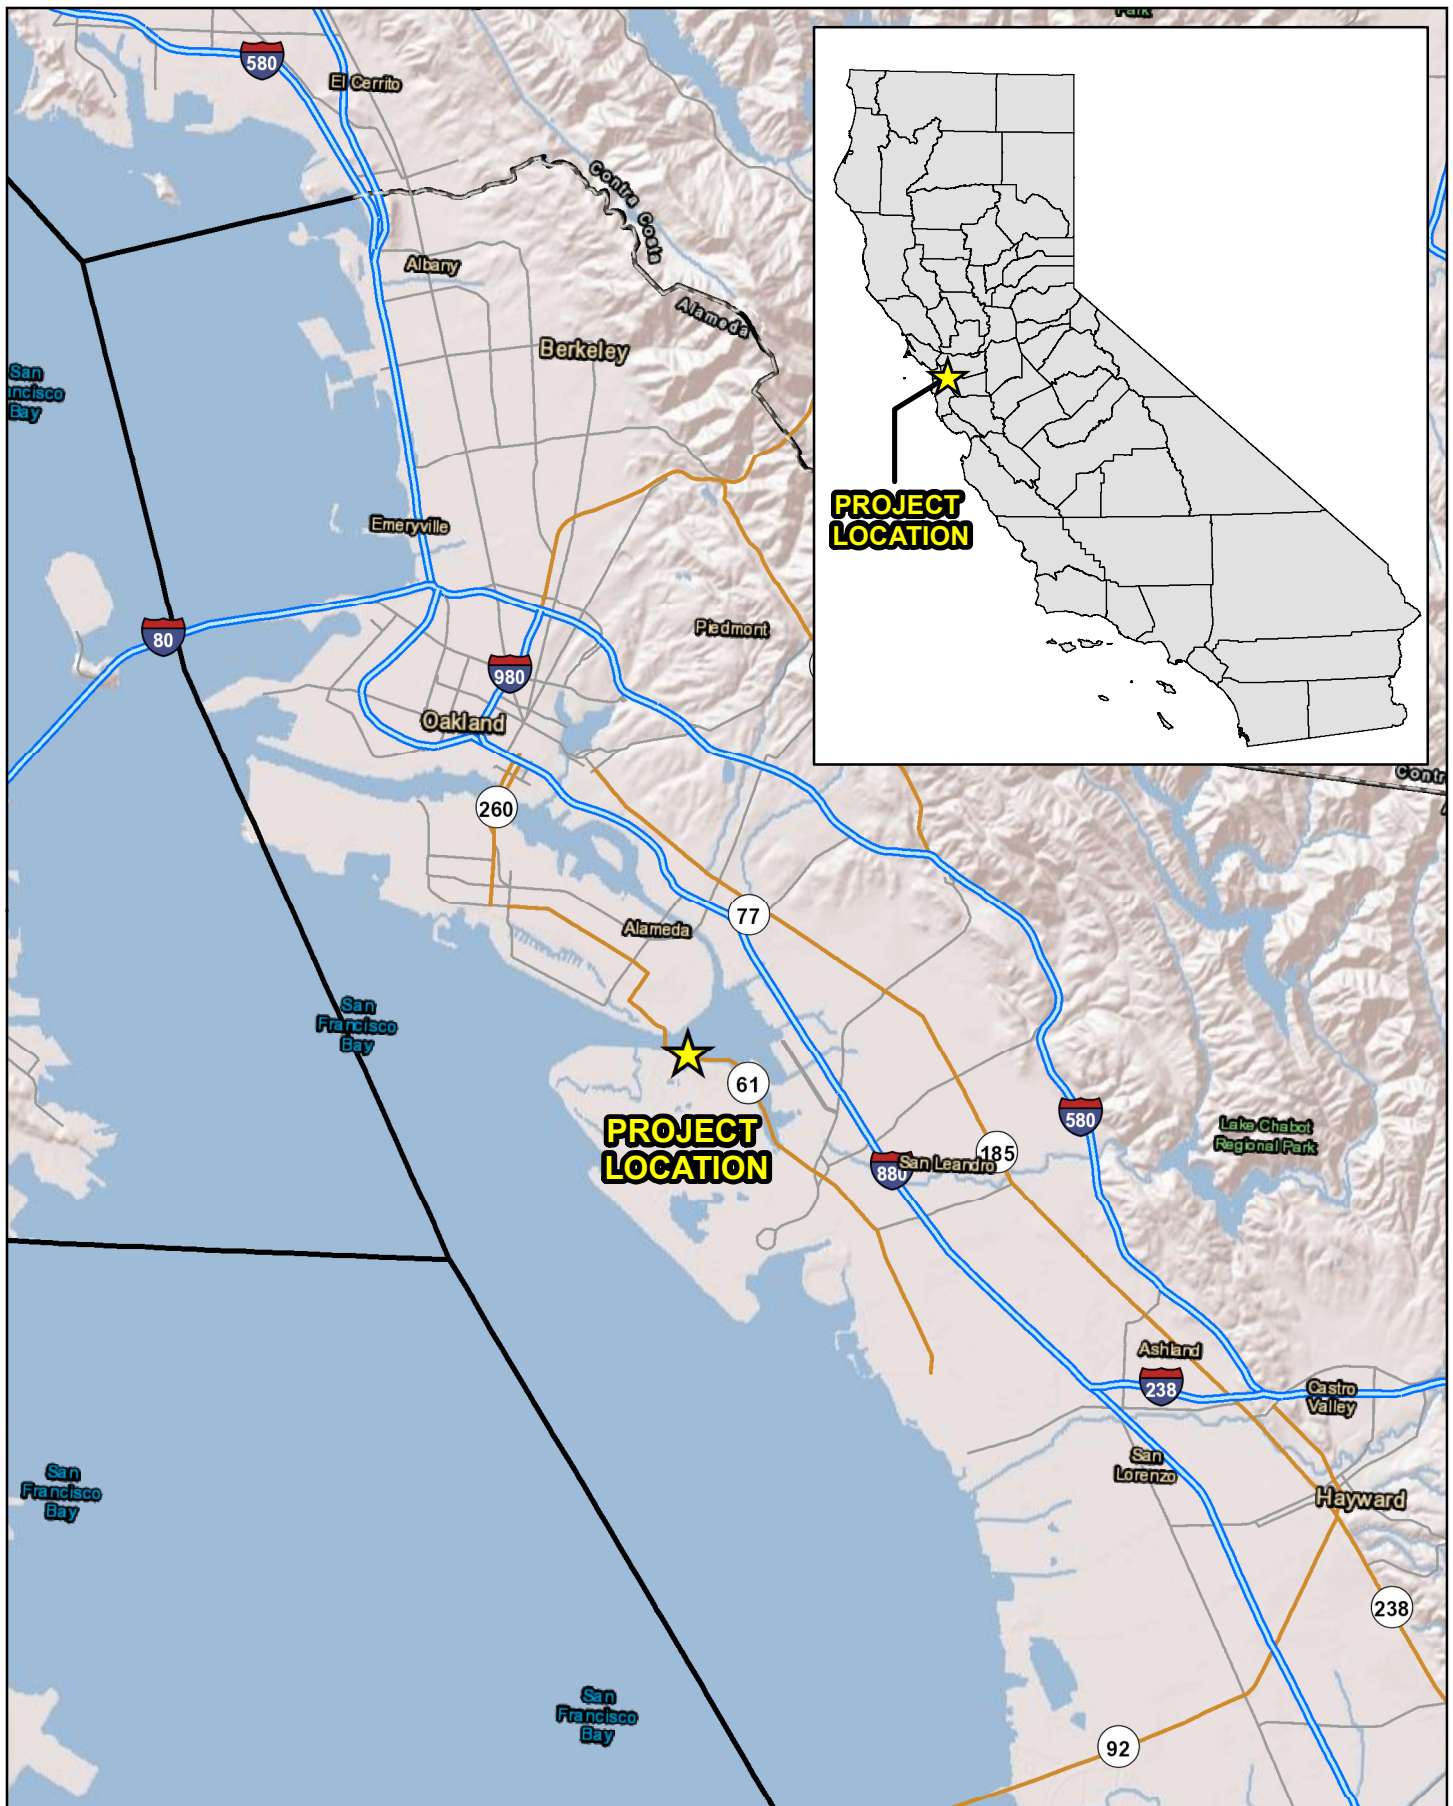 Park
580
El Cerrito
Contra Costa
Albany
Alameda
Berkeley
San
ncisco
Bay
PROJECT
LOCATION
Emeryville
80
Piedmont
980
Oakland
260
77
Alameda
San
Francisco
Bay
61
PROJECT
LOCATION
580
Lake Chabot
Regional Park
185
San Leandro
880
Ashland
238
Castro
Valley
San
Lorenzo
San
Francisco
Bay
Hayward
238
San
Francisco
Bay
92
Contr